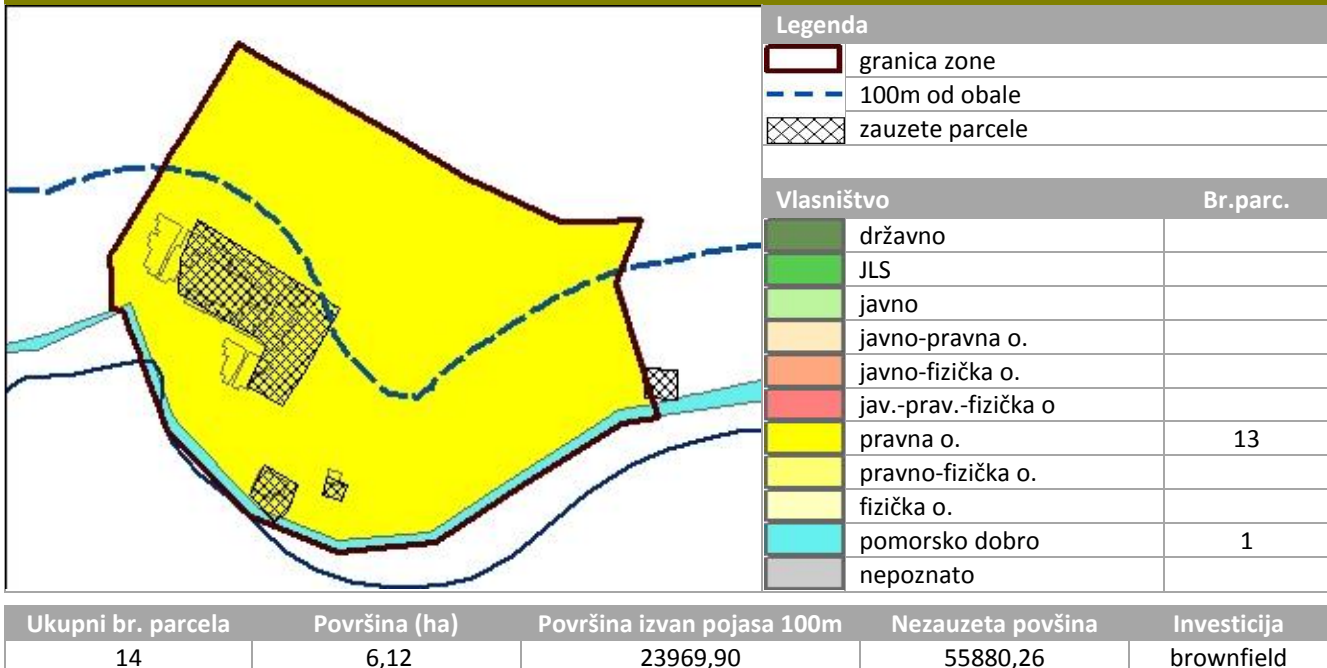 Legenda
granica zone
100m od obale
zauzete parcele
Vlasništvo Br.parc.
državno
JLS
javno
javno-pravna o.
javno-fizička o.
jav.-prav.-fizička o
pravna o. 13
pravno-fizička o.
fizička o.
pomorsko dobro 1
nepoznato
Ukupni br. parcela Površina (ha) Površina izvan pojasa 100m Nezauzeta povšina Investicija
14 6,12 23969,90 55880,26 brownfield